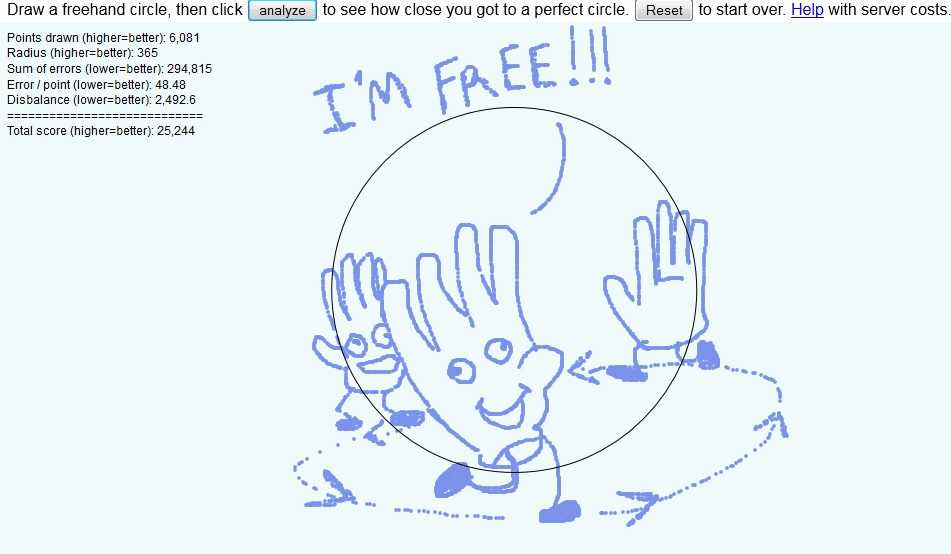 Draw a freehand circle, then click analyze to see how close you got to a perfect circle. Reset to start over. Help with server costs.
Points drawn (higher=better): 6,081
Radius (higher=better): 365
Sum of errors (lower=better): 294,815
Error / point (lower=better): 48.48
Disbalance (lower=better): 2,492.6
============================
Total score (higher=better): 25,244
I'M FREE!!!